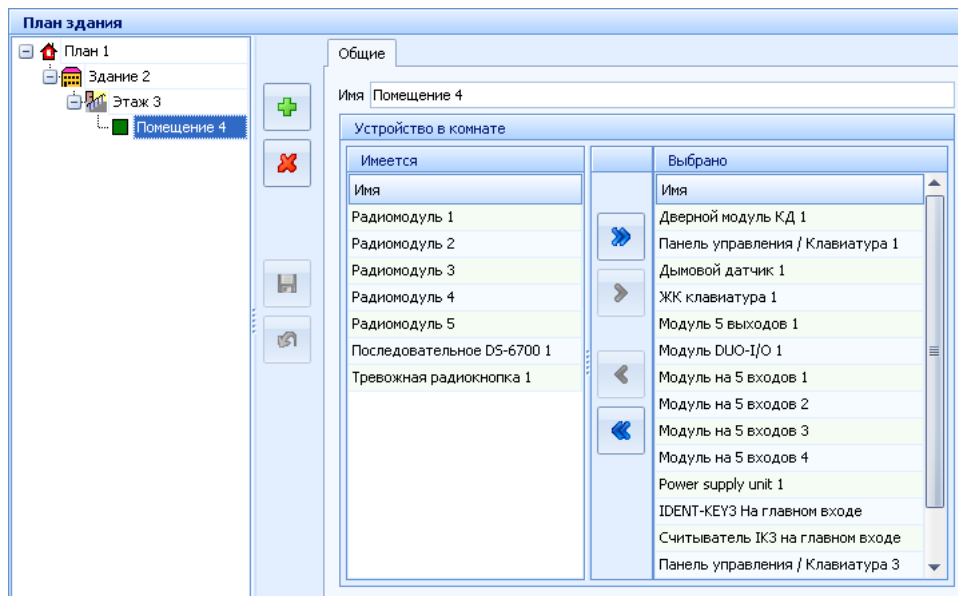 План здания
План 1
Здание 2
Этаж 3
Помещение 4
Общие
Имя Помещение 4
Устройство в комнате
Имеется
Имя
Радиомодуль 1
Радиомодуль 2
Радиомодуль 3
Радиомодуль 4
Радиомодуль 5
Последовательное DS-6700 1
Тревожная радиокнопка 1
Выбрано
Имя
Дверной модуль КД 1
Панель управления / Клавиатура 1
Дымовой датчик 1
ЖК клавиатура 1
Модуль 5 выходов 1
Модуль DUO-I/O 1
Модуль на 5 входов 1
Модуль на 5 входов 2
Модуль на 5 входов 3
Модуль на 5 входов 4
Power supply unit 1
IDENT-KEY3 На главном входе
Считыватель IK3 на главном входе
Панель управления / Клавиатура 3